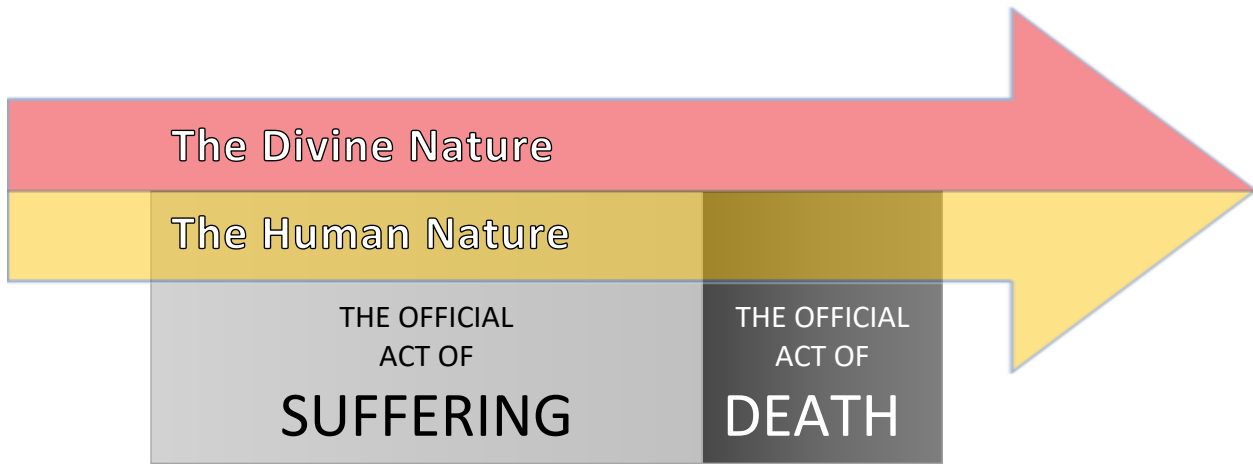 The Divine Nature
The Human Nature
THE OFFICIAL
ACT OF
SUFFERING
THE OFFICIAL
ACT OF
DEATH